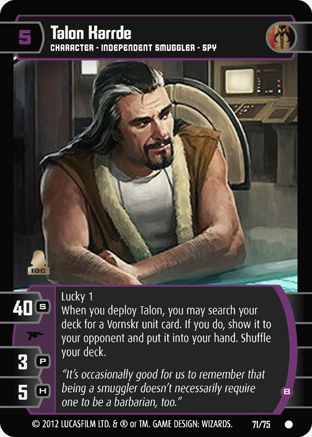 5
Talon Karrde
CHARACTER - INDEPENDENT SMUGGLER - SPY
IDC
40 S
Lucky 1
When you deploy Talon, you may search your
deck for a Vornskr unit card. If you do, show it to
your opponent and put it into your hand. Shuffle
your deck.
3 P
5 H
"It's occasionally good for us to remember that
being a smuggler doesn't necessarily require
one to be a barbarian, too."
B
© 2012 LUCASFILM LTD. & ® or TM. GAME DESIGN: WIZARDS. 71/75